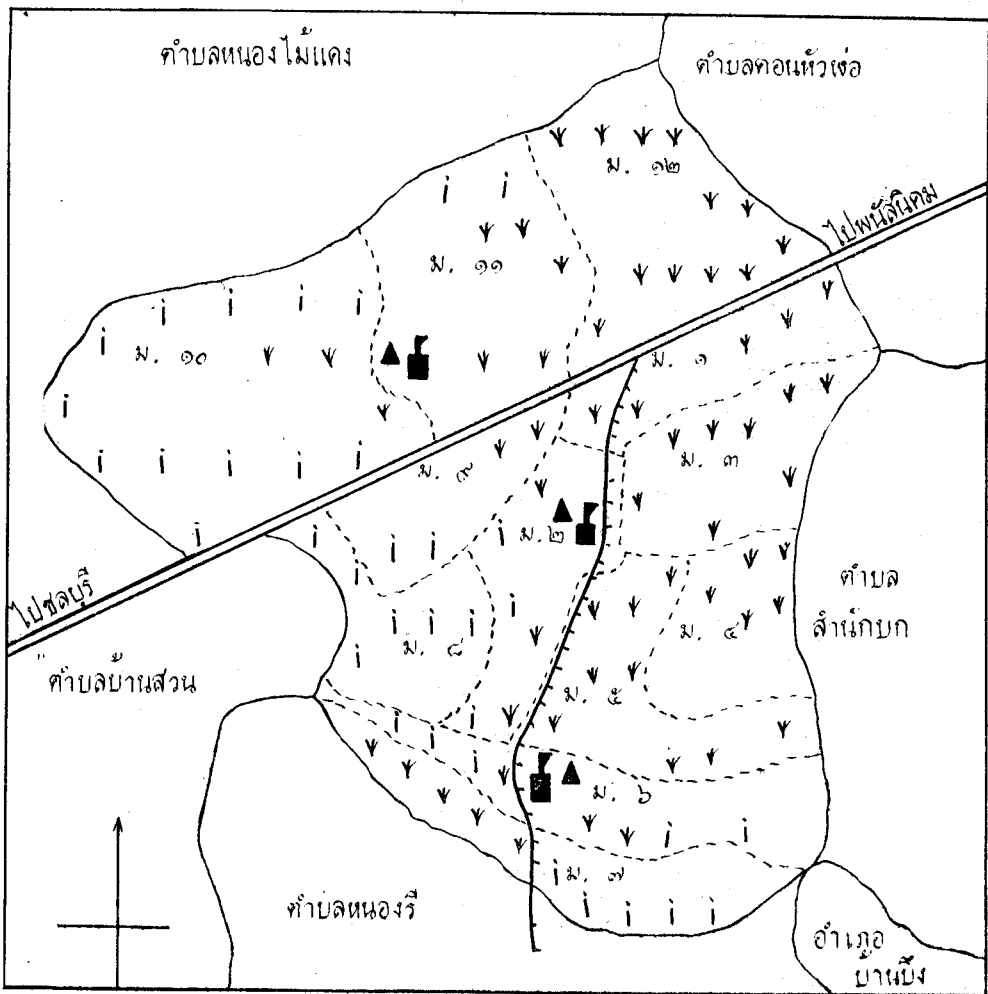 ตำบลหนองไม้แดง
ตำบลดอนหัวฬ่อ
ม. ๑๒
ไปพนัสนิคม
ม. ๑๑
ม. ๑๐
ม. ๑
ม. ๓
ม. ๙
ม. ๒
ไปชลบุรี
ตำบล
สำนักบก
ม. ๔
ม. ๘
ตำบลบ้านสวน
ม. ๕
ม. ๖
ม. ๗
ตำบลหนองรี
อำเภอ
บ้านบึง